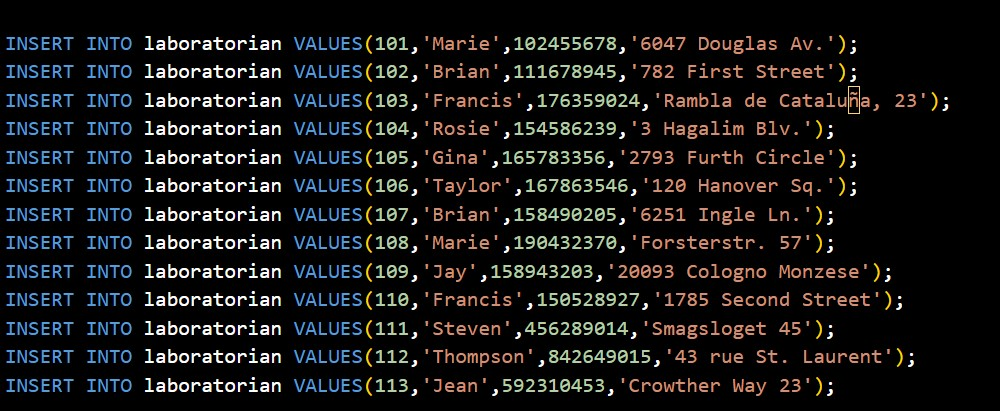 INSERT INTO laboratorian VALUES(101,'Marie',102455678,'6047 Douglas Av.');
INSERT INTO laboratorian VALUES(102,'Brian',111678945,'782 First Street');
INSERT INTO laboratorian VALUES(103,'Francis',176359024,'Rambla de Cataluña, 23');
INSERT INTO laboratorian VALUES(104,'Rosie',154586239,'3 Hagalim Blv.');
INSERT INTO laboratorian VALUES(105,'Gina',165783356,'2793 Furth Circle');
INSERT INTO laboratorian VALUES(106,'Taylor',167863546,'120 Hanover Sq.');
INSERT INTO laboratorian VALUES(107,'Brian',158490205,'6251 Ingle Ln.');
INSERT INTO laboratorian VALUES(108,'Marie',190432370,'Forsterstr. 57');
INSERT INTO laboratorian VALUES(109,'Jay',158943203,'20093 Cologno Monzese');
INSERT INTO laboratorian VALUES(110,'Francis',150528927,'1785 Second Street');
INSERT INTO laboratorian VALUES(111,'Steven',456289014,'Smagsloget 45');
INSERT INTO laboratorian VALUES(112,'Thompson',842649015,'43 rue St. Laurent');
INSERT INTO laboratorian VALUES(113,'Jean',592310453,'Crowther Way 23');